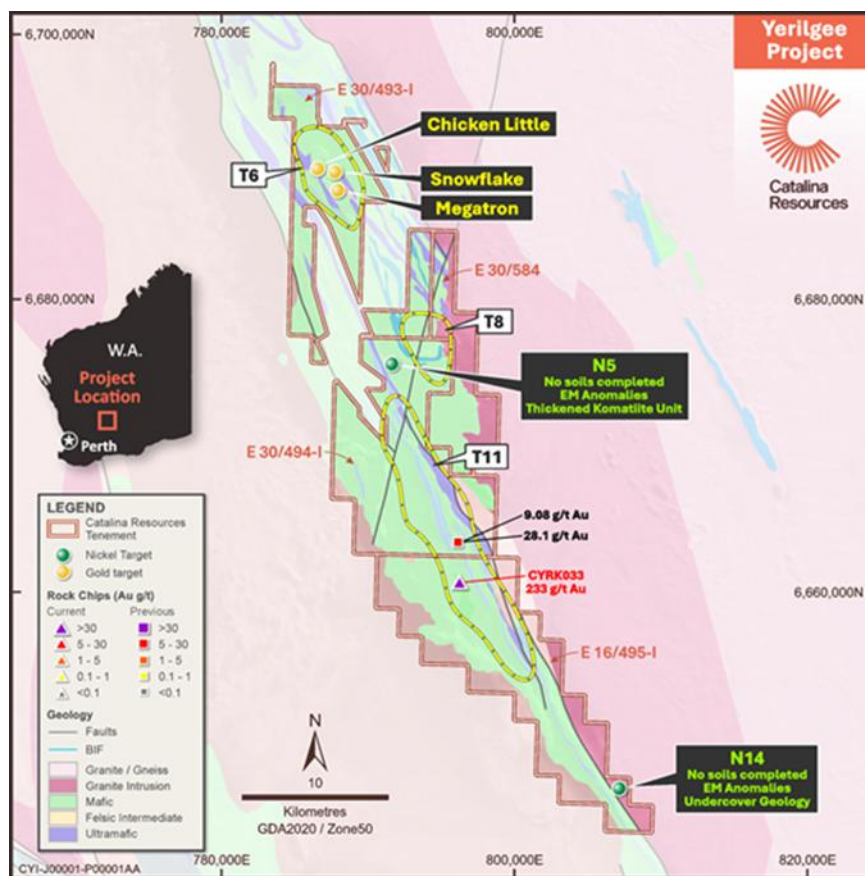 6,700,000N
780,000E
800,000E
Yerilgee
Project
Catalina
Resources
E 30/493-I
Chicken Little
T6
Snowflake
Megatron
E 30/584
6,680,000N
6,680,000N
T8
W.A.
Project
Location
Perth
N5
No soils completed
EM Anomalies
Thickened Komatiite Unit
E 30/494-I
T11
9.08 g/t Au
28.1 g/t Au
CYRK033
233 g/t Au
6,660,000N
E 16/495-I
LEGEND
Catalina Resources
Tenement
Nickel Target
Gold target
Rock Chips (Au g/t)
Current Previous
>30 >30
5 - 30 5 - 30
1 - 5 1 - 5
0.1 - 1 0.1 - 1
<0.1 <0.1
Geology
Faults
BIF
Granite / Gneiss
Granite Intrusion
Mafic
Felsic Intermediate
Ultramafic
N
10
Kilometres
GDA2020 / Zone50
N14
No soils completed
EM Anomalies
Undercover Geology
CYI-J00001-P00001AA
780,000E
800,000E
820,000E